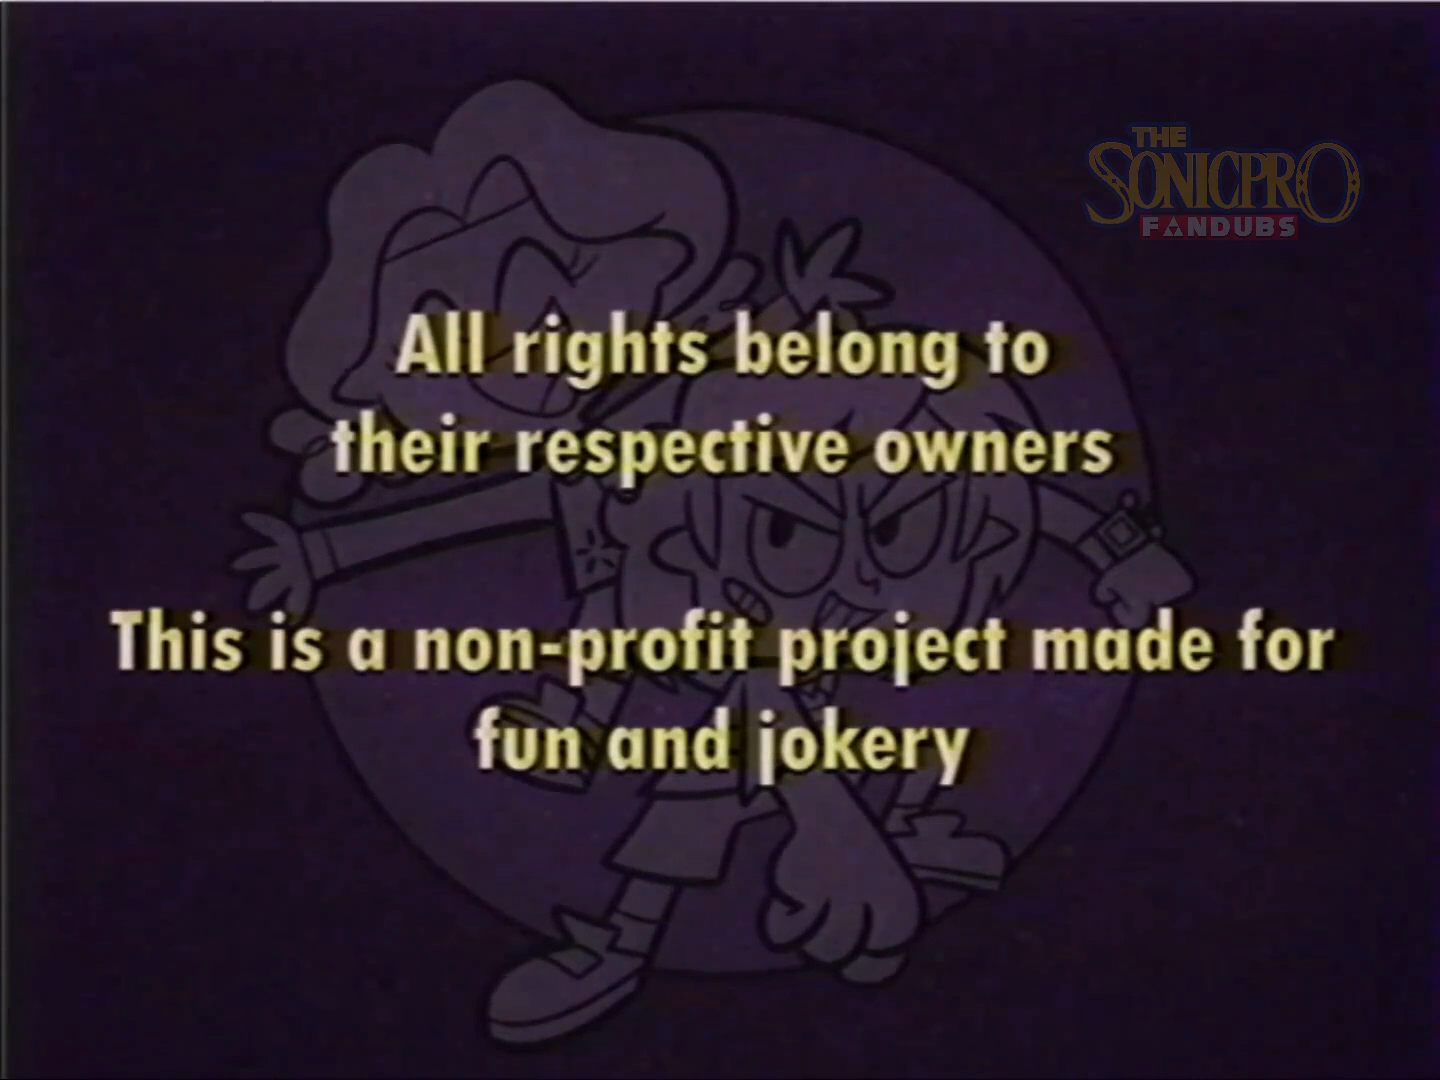 THE
SONICPRO
FANDUBS
All rights belong to
their respective owners
This is a non-profit project made for
fun and jokery